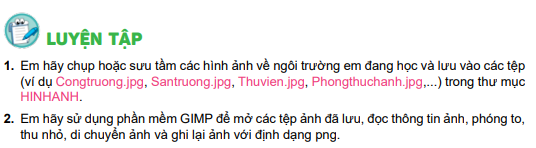 LUYỆN TẬP
1. Em hãy chụp hoặc sưu tầm các hình ảnh về ngôi trường em đang học và lưu vào các tệp
(ví dụ Congtruong.jpg, Santruong.jpg, Thuvien.jpg, Phongthuchanh.jpg,...) trong thư mục
HINHANH.
2. Em hãy sử dụng phần mềm GIMP để mở các tệp ảnh đã lưu, đọc thông tin ảnh, phóng to,
thu nhỏ, di chuyển ảnh và ghi lại ảnh với định dạng png.